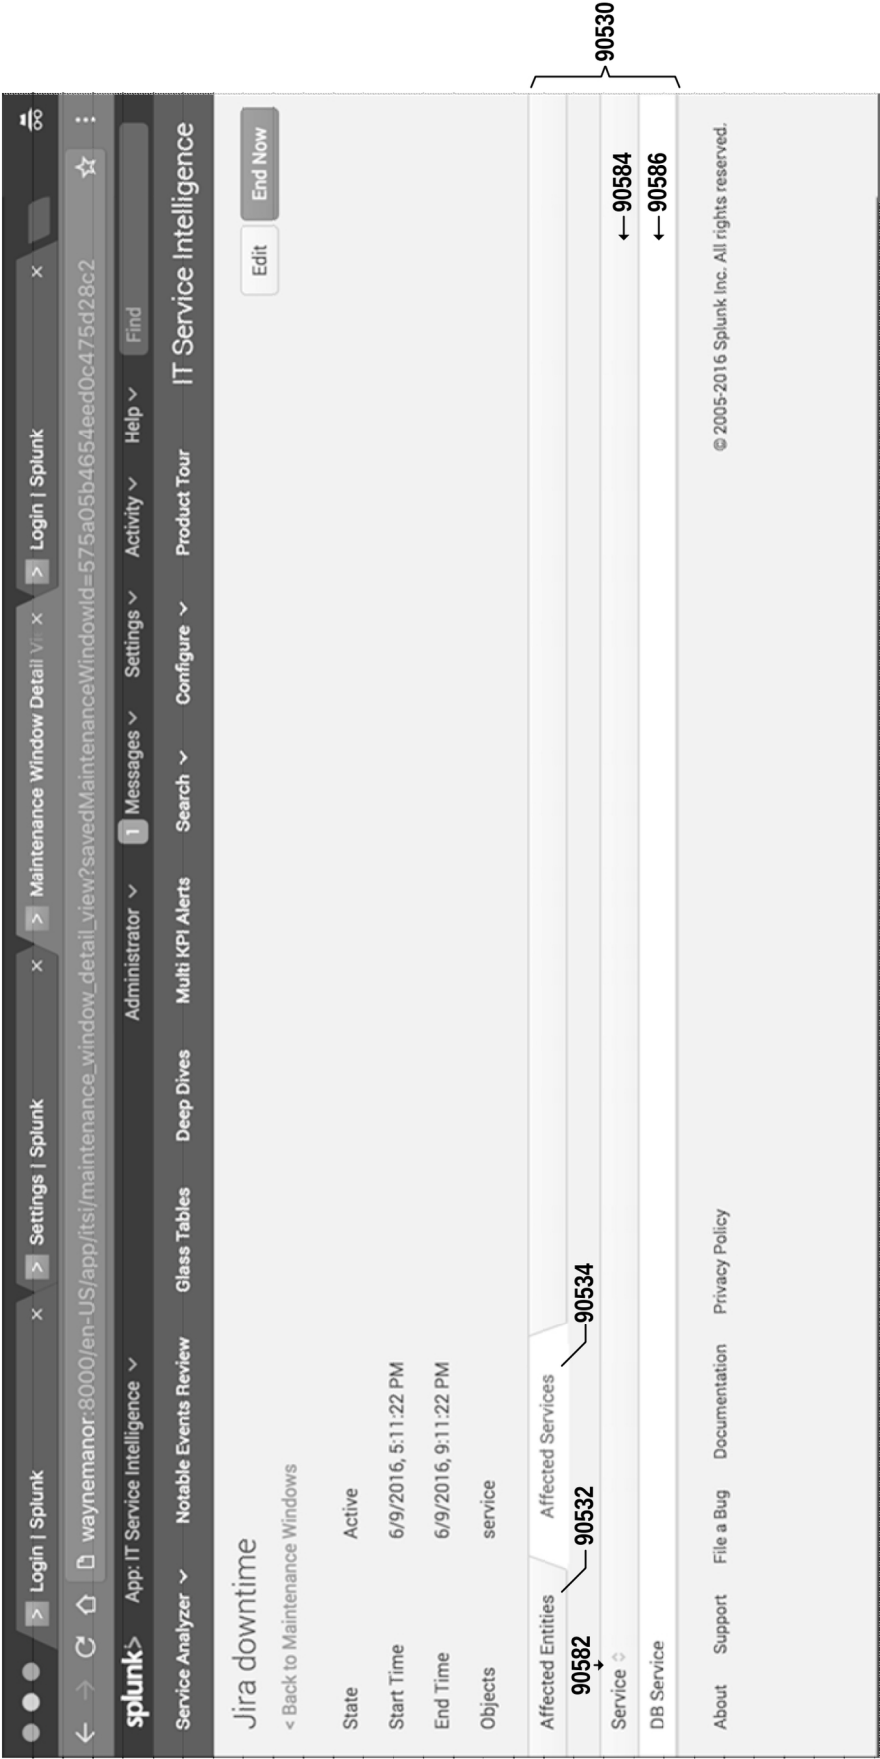 Login | Splunk × Settings | Splunk × Maintenance Window Detail Vi × Login | Splunk ×
waynemanor:8000/en-US/app/itsi/maintenance_window_detail_view?savedMaintenanceWindowId=575a05b4654eed0c475d28c2
splunk> App: IT Service Intelligence Administrator 1 Messages Settings Activity Help Find
Service Analyzer Notable Events Review Glass Tables Deep Dives Multi KPI Alerts Search Configure Product Tour IT Service Intelligence
Jira downtime Edit End Now
< Back to Maintenance Windows
State Active
Start Time 6/9/2016, 5:11:22 PM
End Time 6/9/2016, 9:11:22 PM
Objects service
Affected Entities Affected Services
90582 90532 90534 90530
Service 90584
DB Service 90586
About Support File a Bug Documentation Privacy Policy © 2005-2016 Splunk Inc. All rights reserved.